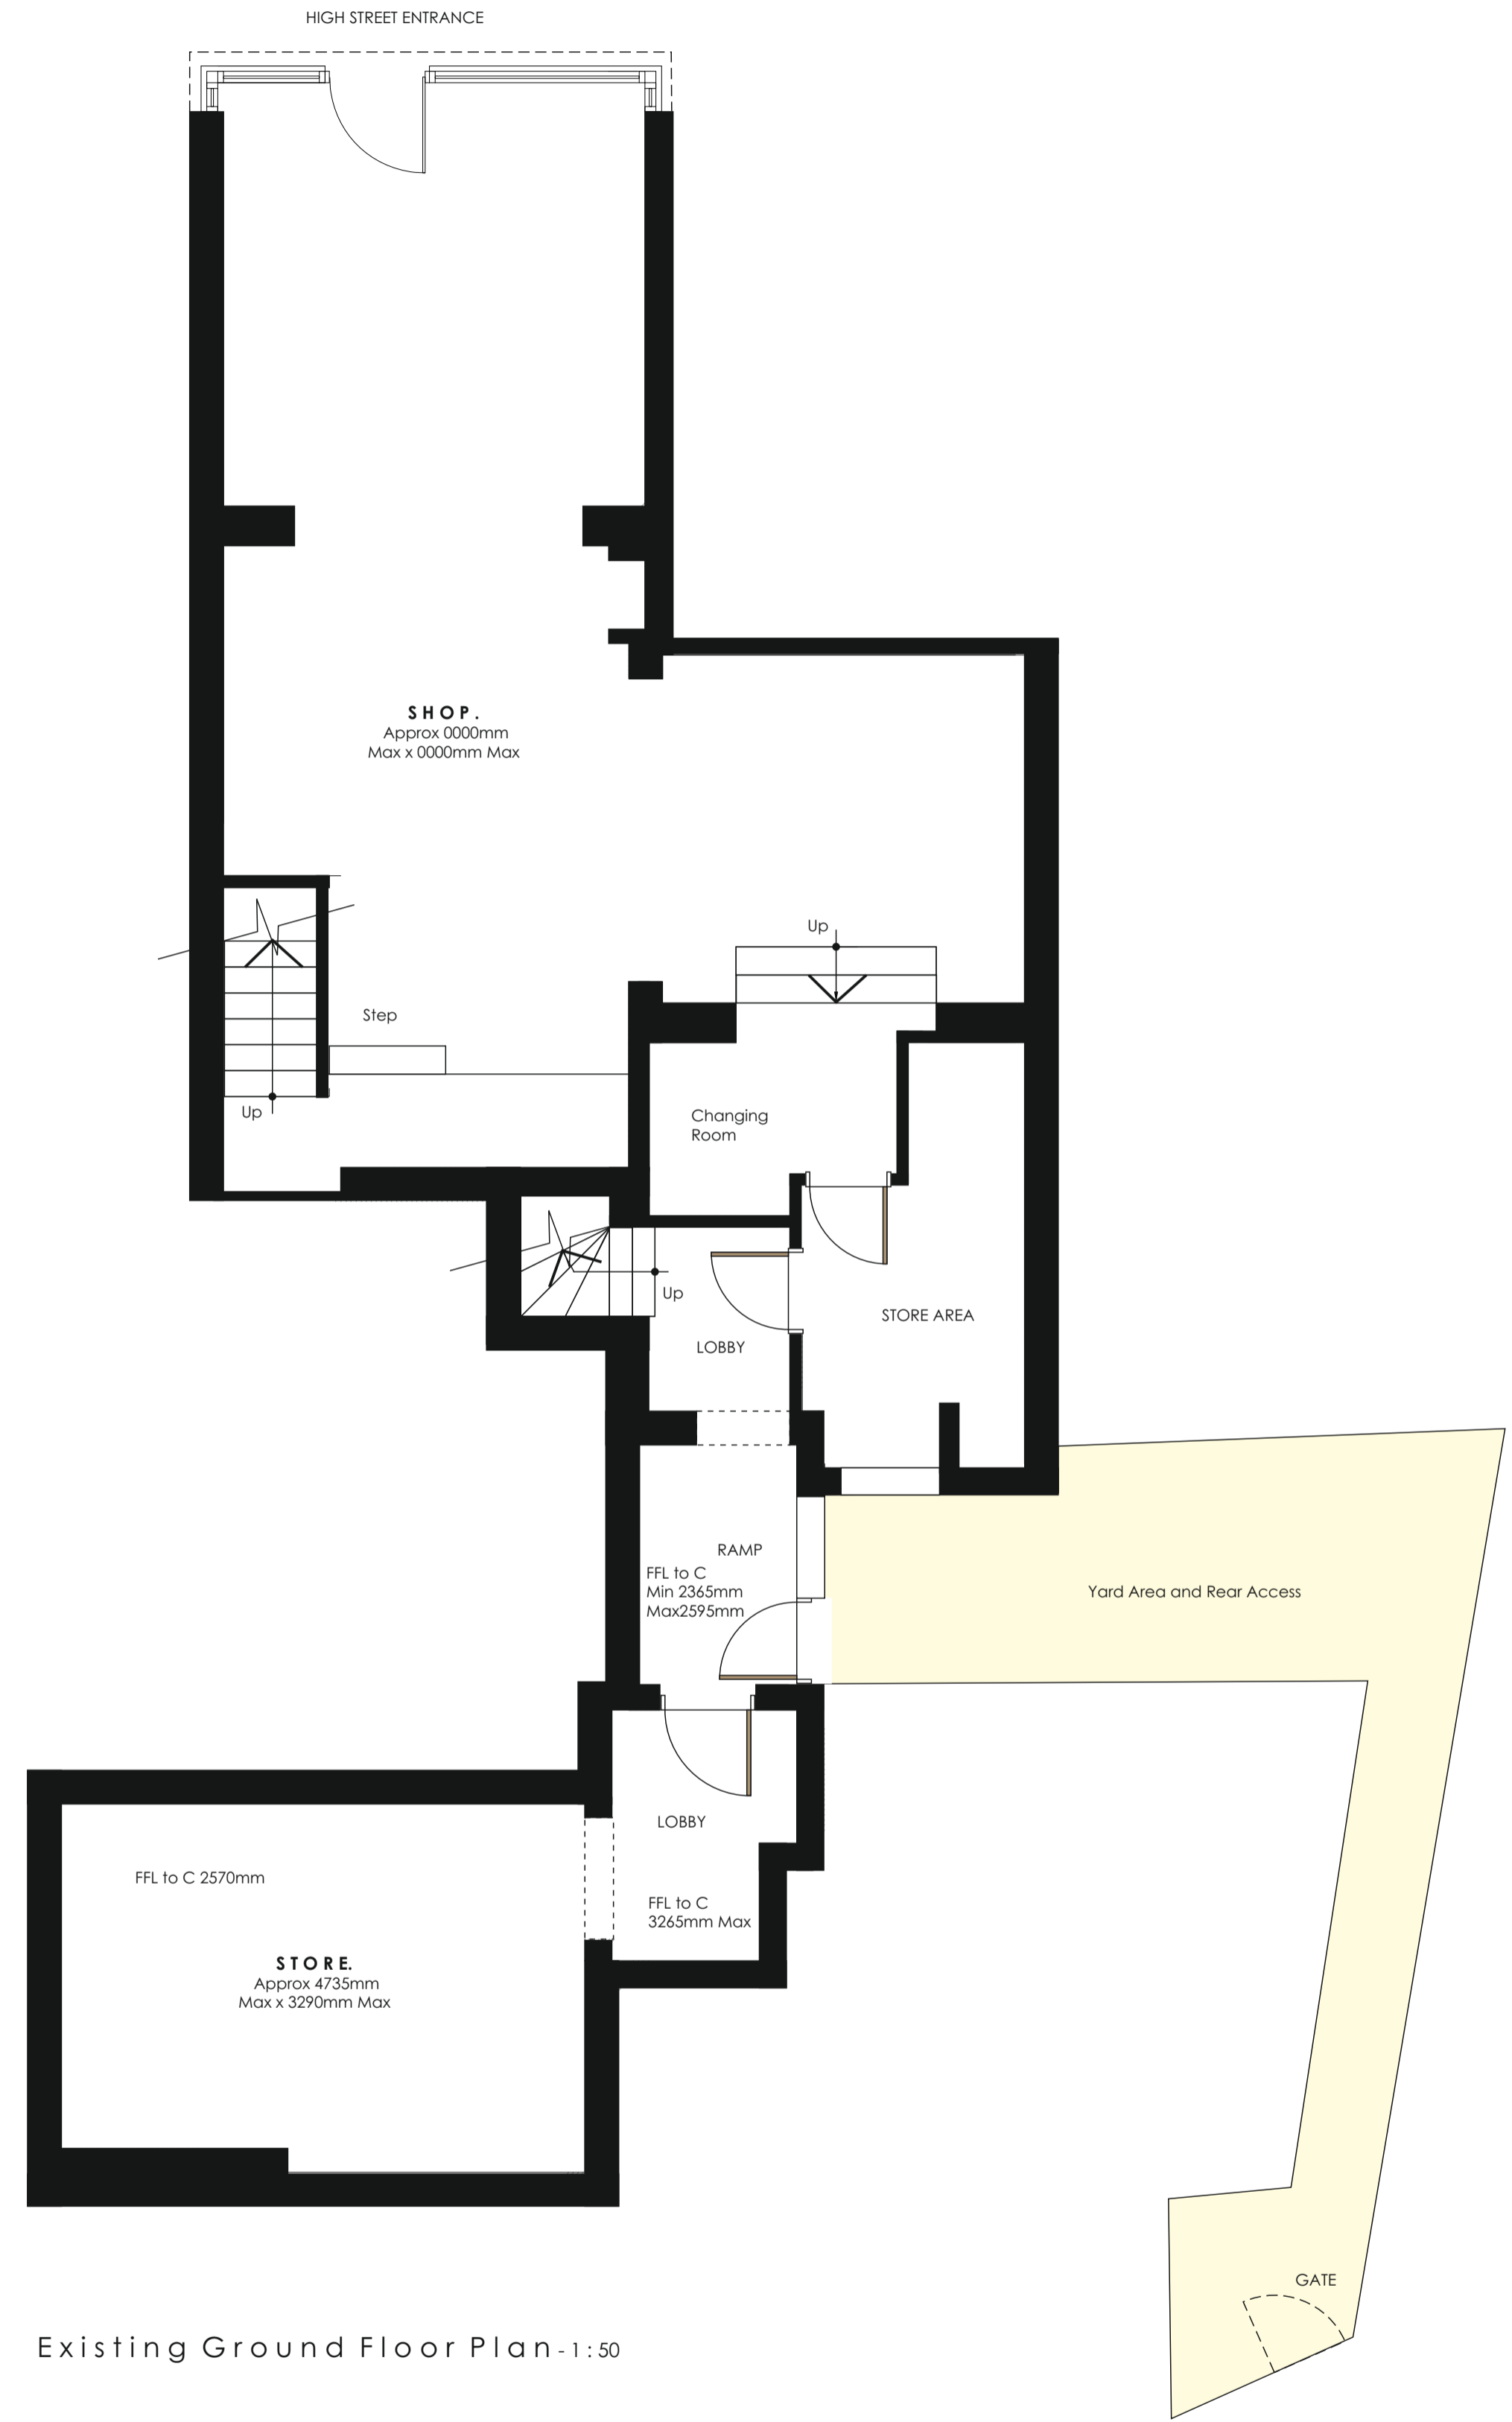 HIGH STREET ENTRANCE
SHOP.
Approx 0000mm
Max x 0000mm Max
Up
Step
Up
Changing
Room
Up
STORE AREA
LOBBY
RAMP
FFL to C
Min 2365mm
Max2595mm
Yard Area and Rear Access
LOBBY
FFL to C 2570mm
FFL to C
3265mm Max
STORE.
Approx 4735mm
Max x 3290mm Max
GATE
Existing Ground Floor Plan - 1 : 50